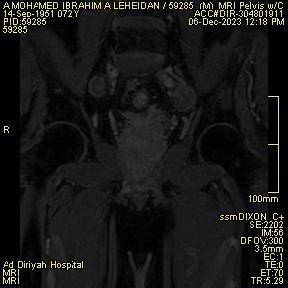 A MOHAMED IBRAHIM A LEHEIDAN / 59285 (M) MRI Pelvis w/C
14-Sep-1951 072Y ACC#DIR-304801911
PID:59285 06-Dec-2023 12:18 PM
59285
R
100mm
ssmDIXON_C+
SE:2202
IM:56
DFOV:300
3.5mm
EC:1
Ad Diriyah Hospital TE:0
MRI ET:70
MRI TR:5.29